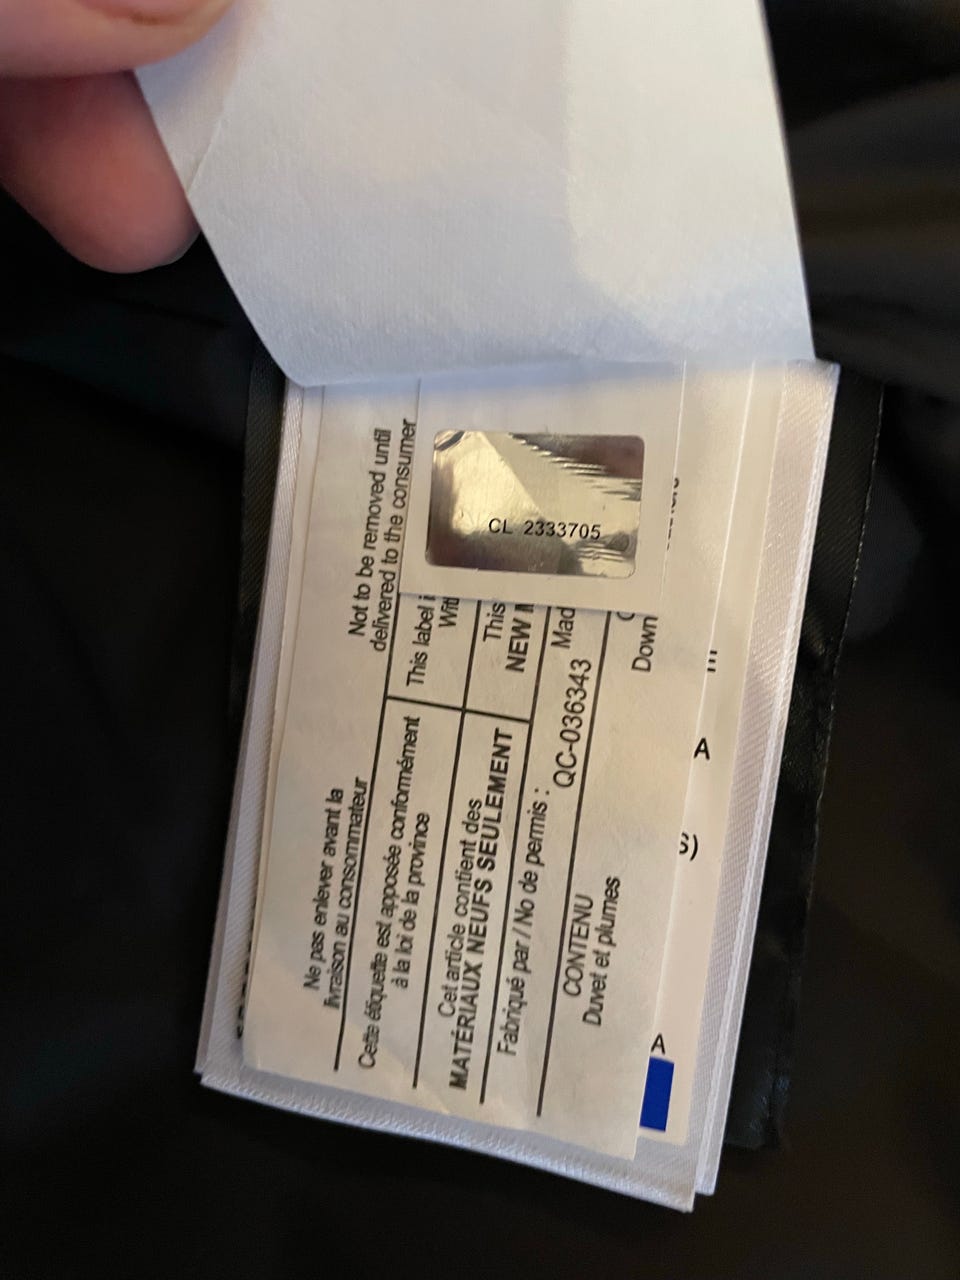 Ne pas enlever avant la
livraison au consommateur
Not to be removed until
delivered to the consumer
Cette étiquette est apposée conformément
à la loi de la province
This label
Cet article contient des
MATÉRIAUX NEUFS SEULEMENT
This
NEW
Fabriqué par / No de permis :
QC-036343
CONTENU
Duvet et plumes
Down
CL 2333705
A
A
S)